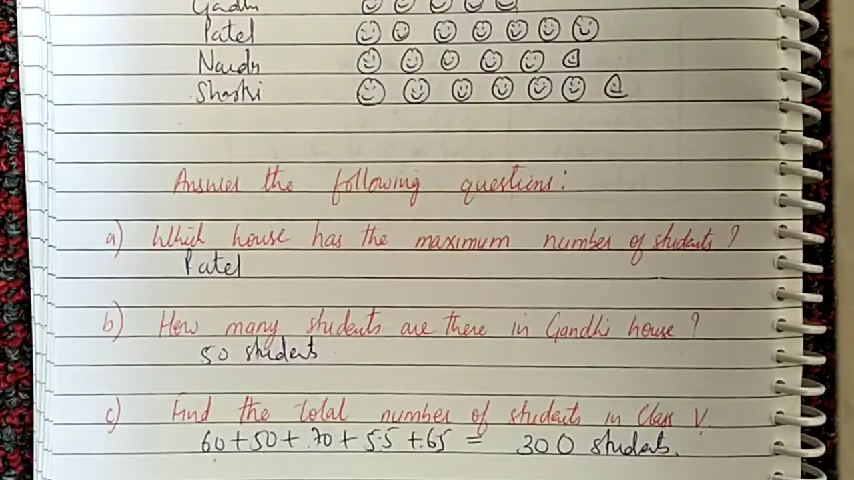 Gadhi
Patel
Naidu
Shastri
Answer the following questions:
a) Which house has the maximum number of students?
Patel
b) How many students are there in Gandhi house?
50 students
c) Find the total number of students in Class V.
60+50+70+55+65 = 300 students.